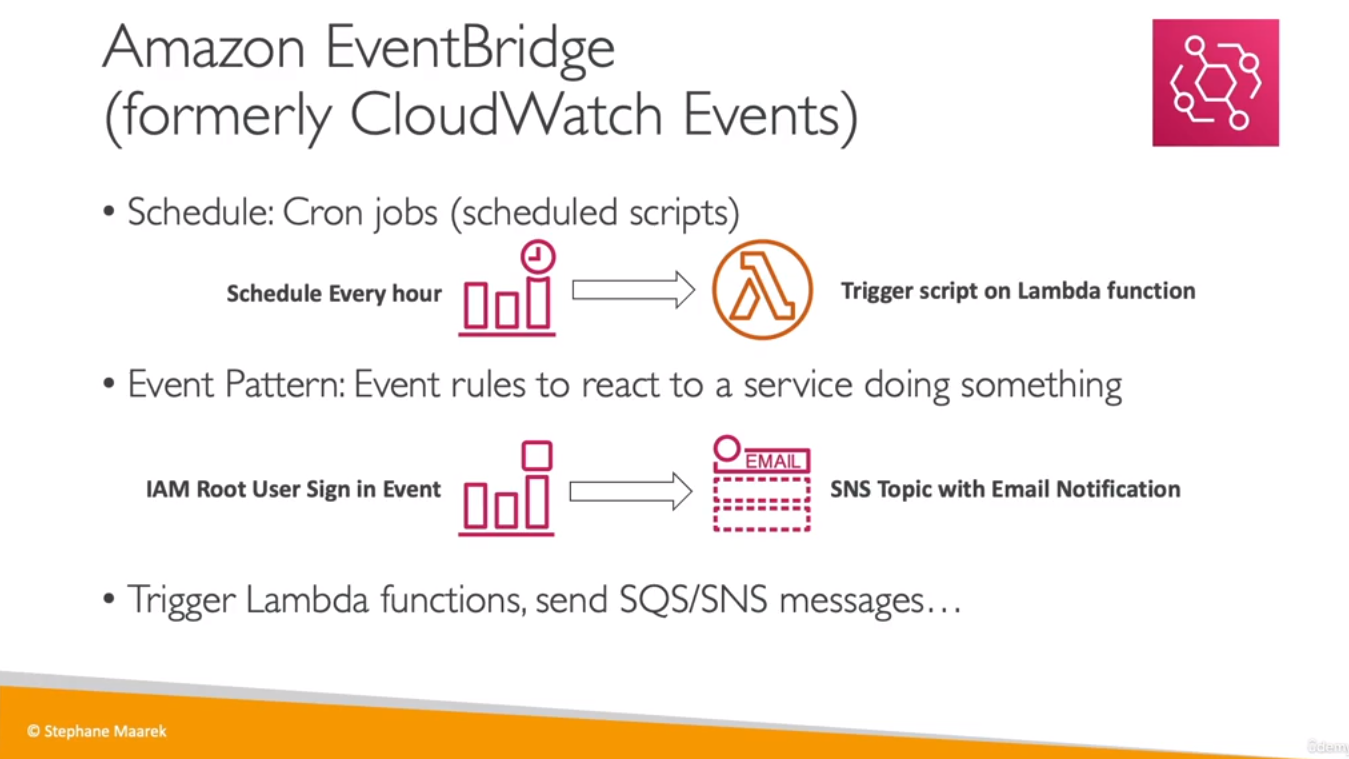 Amazon EventBridge
(formerly CloudWatch Events)
• Schedule: Cron jobs (scheduled scripts)
Schedule Every hour
Trigger script on Lambda function
• Event Pattern: Event rules to react to a service doing something
IAM Root User Sign in Event
EMAIL
SNS Topic with Email Notification
• Trigger Lambda functions, send SQS/SNS messages…
© Stephane Maarek